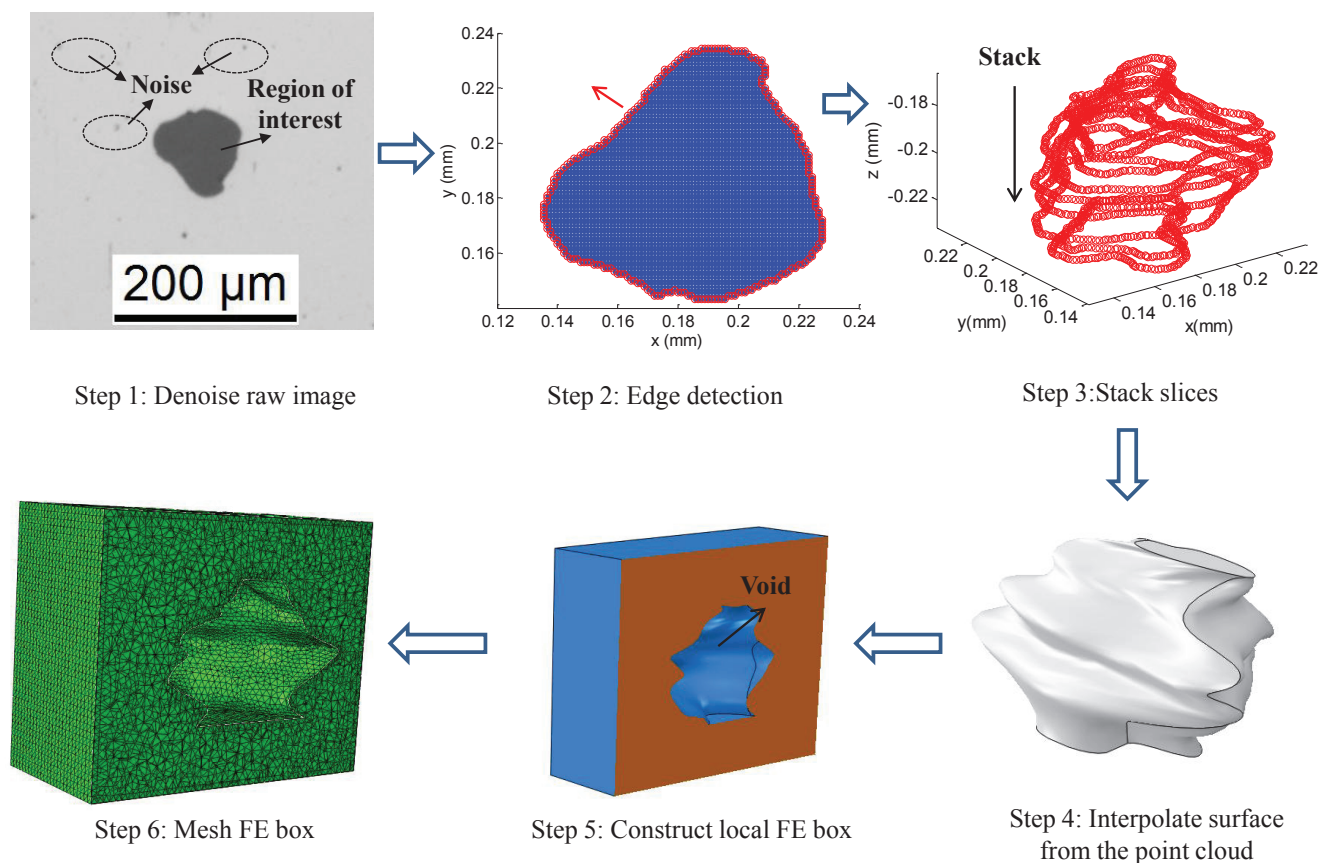 Noise
Region of
interest
200 µm
Step 1: Denoise raw image
0.24
0.22
0.2
0.18
0.16
y (mm)
0.12 0.14 0.16 0.18 0.2 0.22 0.24
x (mm)
Step 2: Edge detection
Stack
-0.18
-0.2
-0.22
z (mm)
0.22
0.2
0.18
0.16
0.14
y(mm)
0.14
0.16
0.18
0.2
0.22
x(mm)
Step 3:Stack slices
Step 4: Interpolate surface
from the point cloud
Void
Step 5: Construct local FE box
Step 6: Mesh FE box